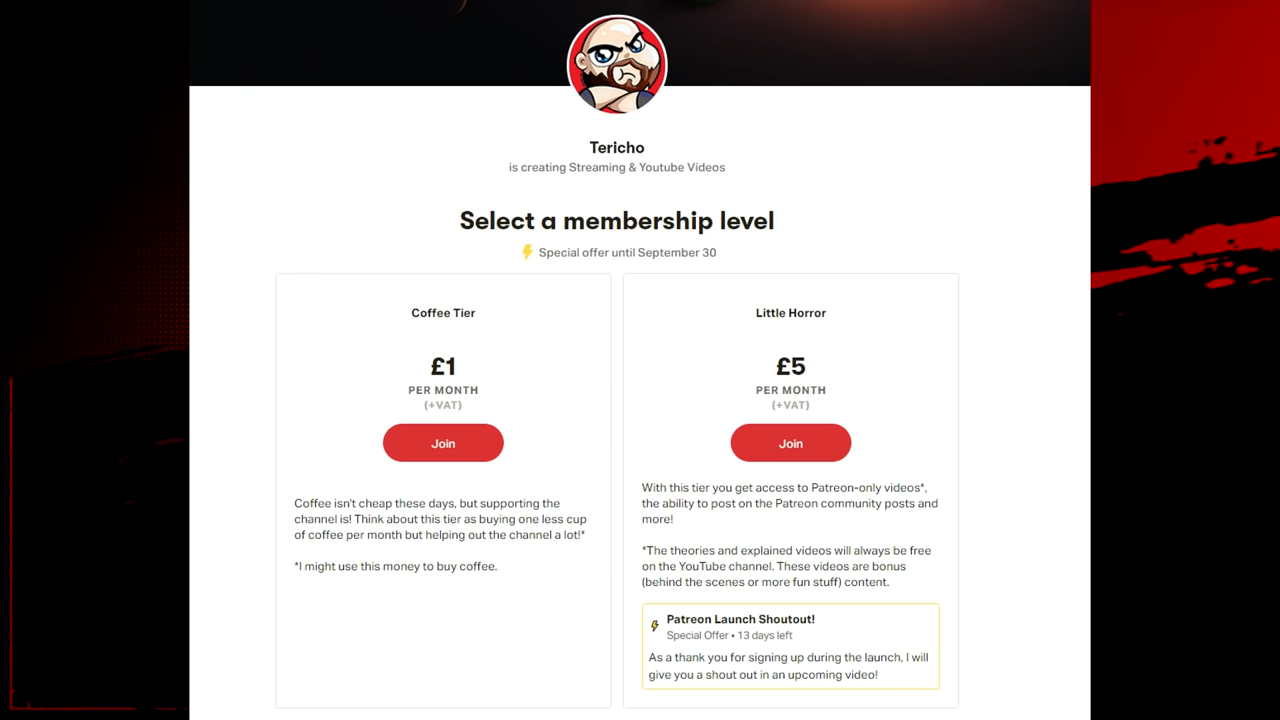 Tericho
is creating Streaming & Youtube Videos
Select a membership level
Special offer until September 30
Coffee Tier
£1
PER MONTH
(+VAT)
Join
Coffee isn't cheap these days, but supporting the
channel is! Think about this tier as buying one less cup
of coffee per month but helping out the channel a lot!*
*I might use this money to buy coffee.
Little Horror
£5
PER MONTH
(+VAT)
Join
With this tier you get access to Patreon-only videos*,
the ability to post on the Patreon community posts and
more!
*The theories and explained videos will always be free
on the YouTube channel. These videos are bonus
(behind the scenes or more fun stuff) content.
Patreon Launch Shoutout!
Special Offer • 13 days left
As a thank you for signing up during the launch, I will
give you a shout out in an upcoming video!